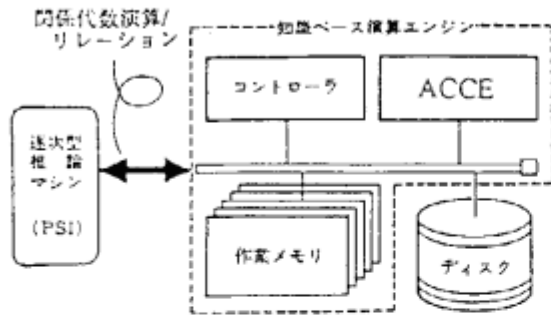 関係代数演算/
リレーション
知識ベース演算エンジン
コントローラ
ACCE
逐次型
推論
マシン
(PSI)
作業メモリ
ディスク